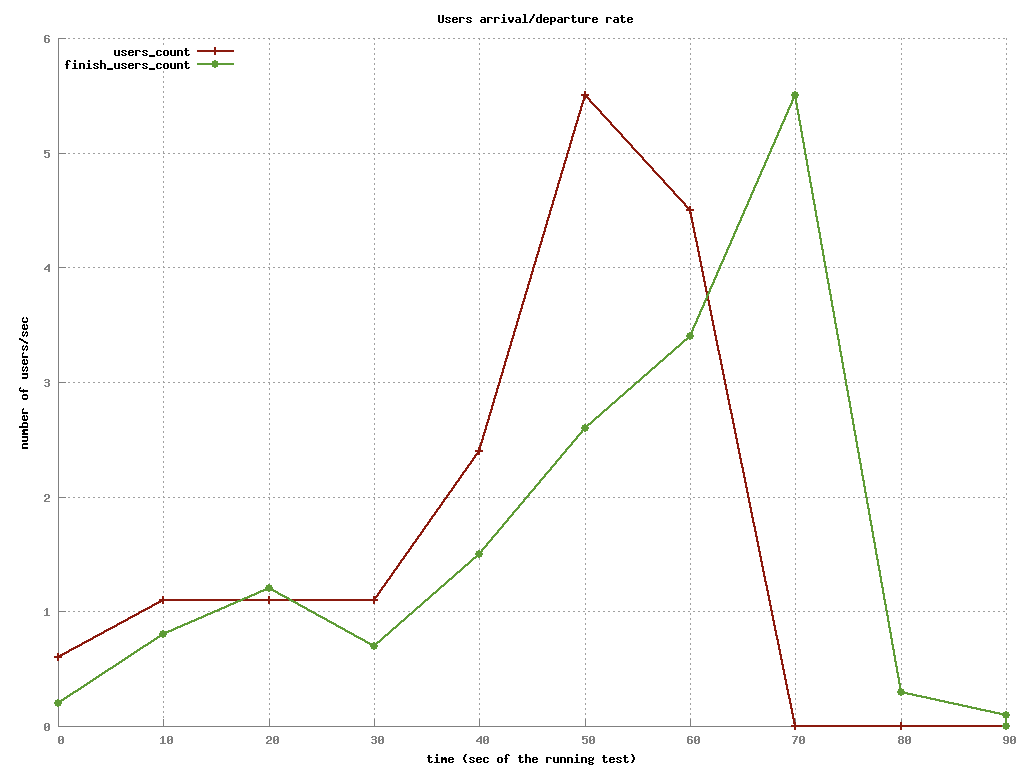 Users arrival/departure rate
users_count
finish_users_count
6
5
4
3
2
1
0
number of users/sec
0 10 20 30 40 50 60 70 80 90
time (sec of the running test)